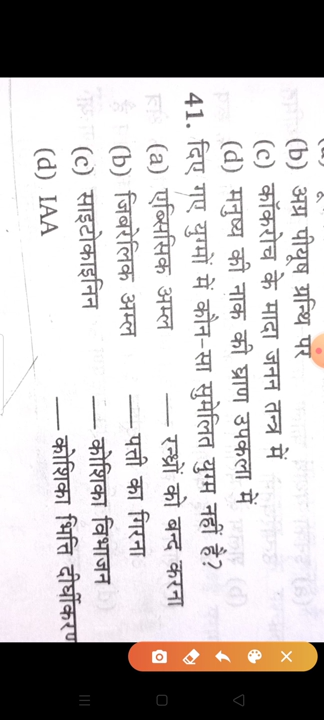 (b) अग्र पीयूष ग्रन्थि पर
(c) कॉकरोच के मादा जनन तन्त्र में
(d) मनुष्य की नाक की घ्राण उपकला में
41. दिए गए युग्मों में कौन-सा सुमेलित युग्म नहीं है?
(a) एब्सिसिक अम्ल — रन्ध्रों को बन्द करना
(b) जिबरेलिक अम्ल — पत्ती का गिरना
(c) साइटोकाइनिन — कोशिका विभाजन
(d) IAA — कोशिका भित्ति दीर्घीकरण